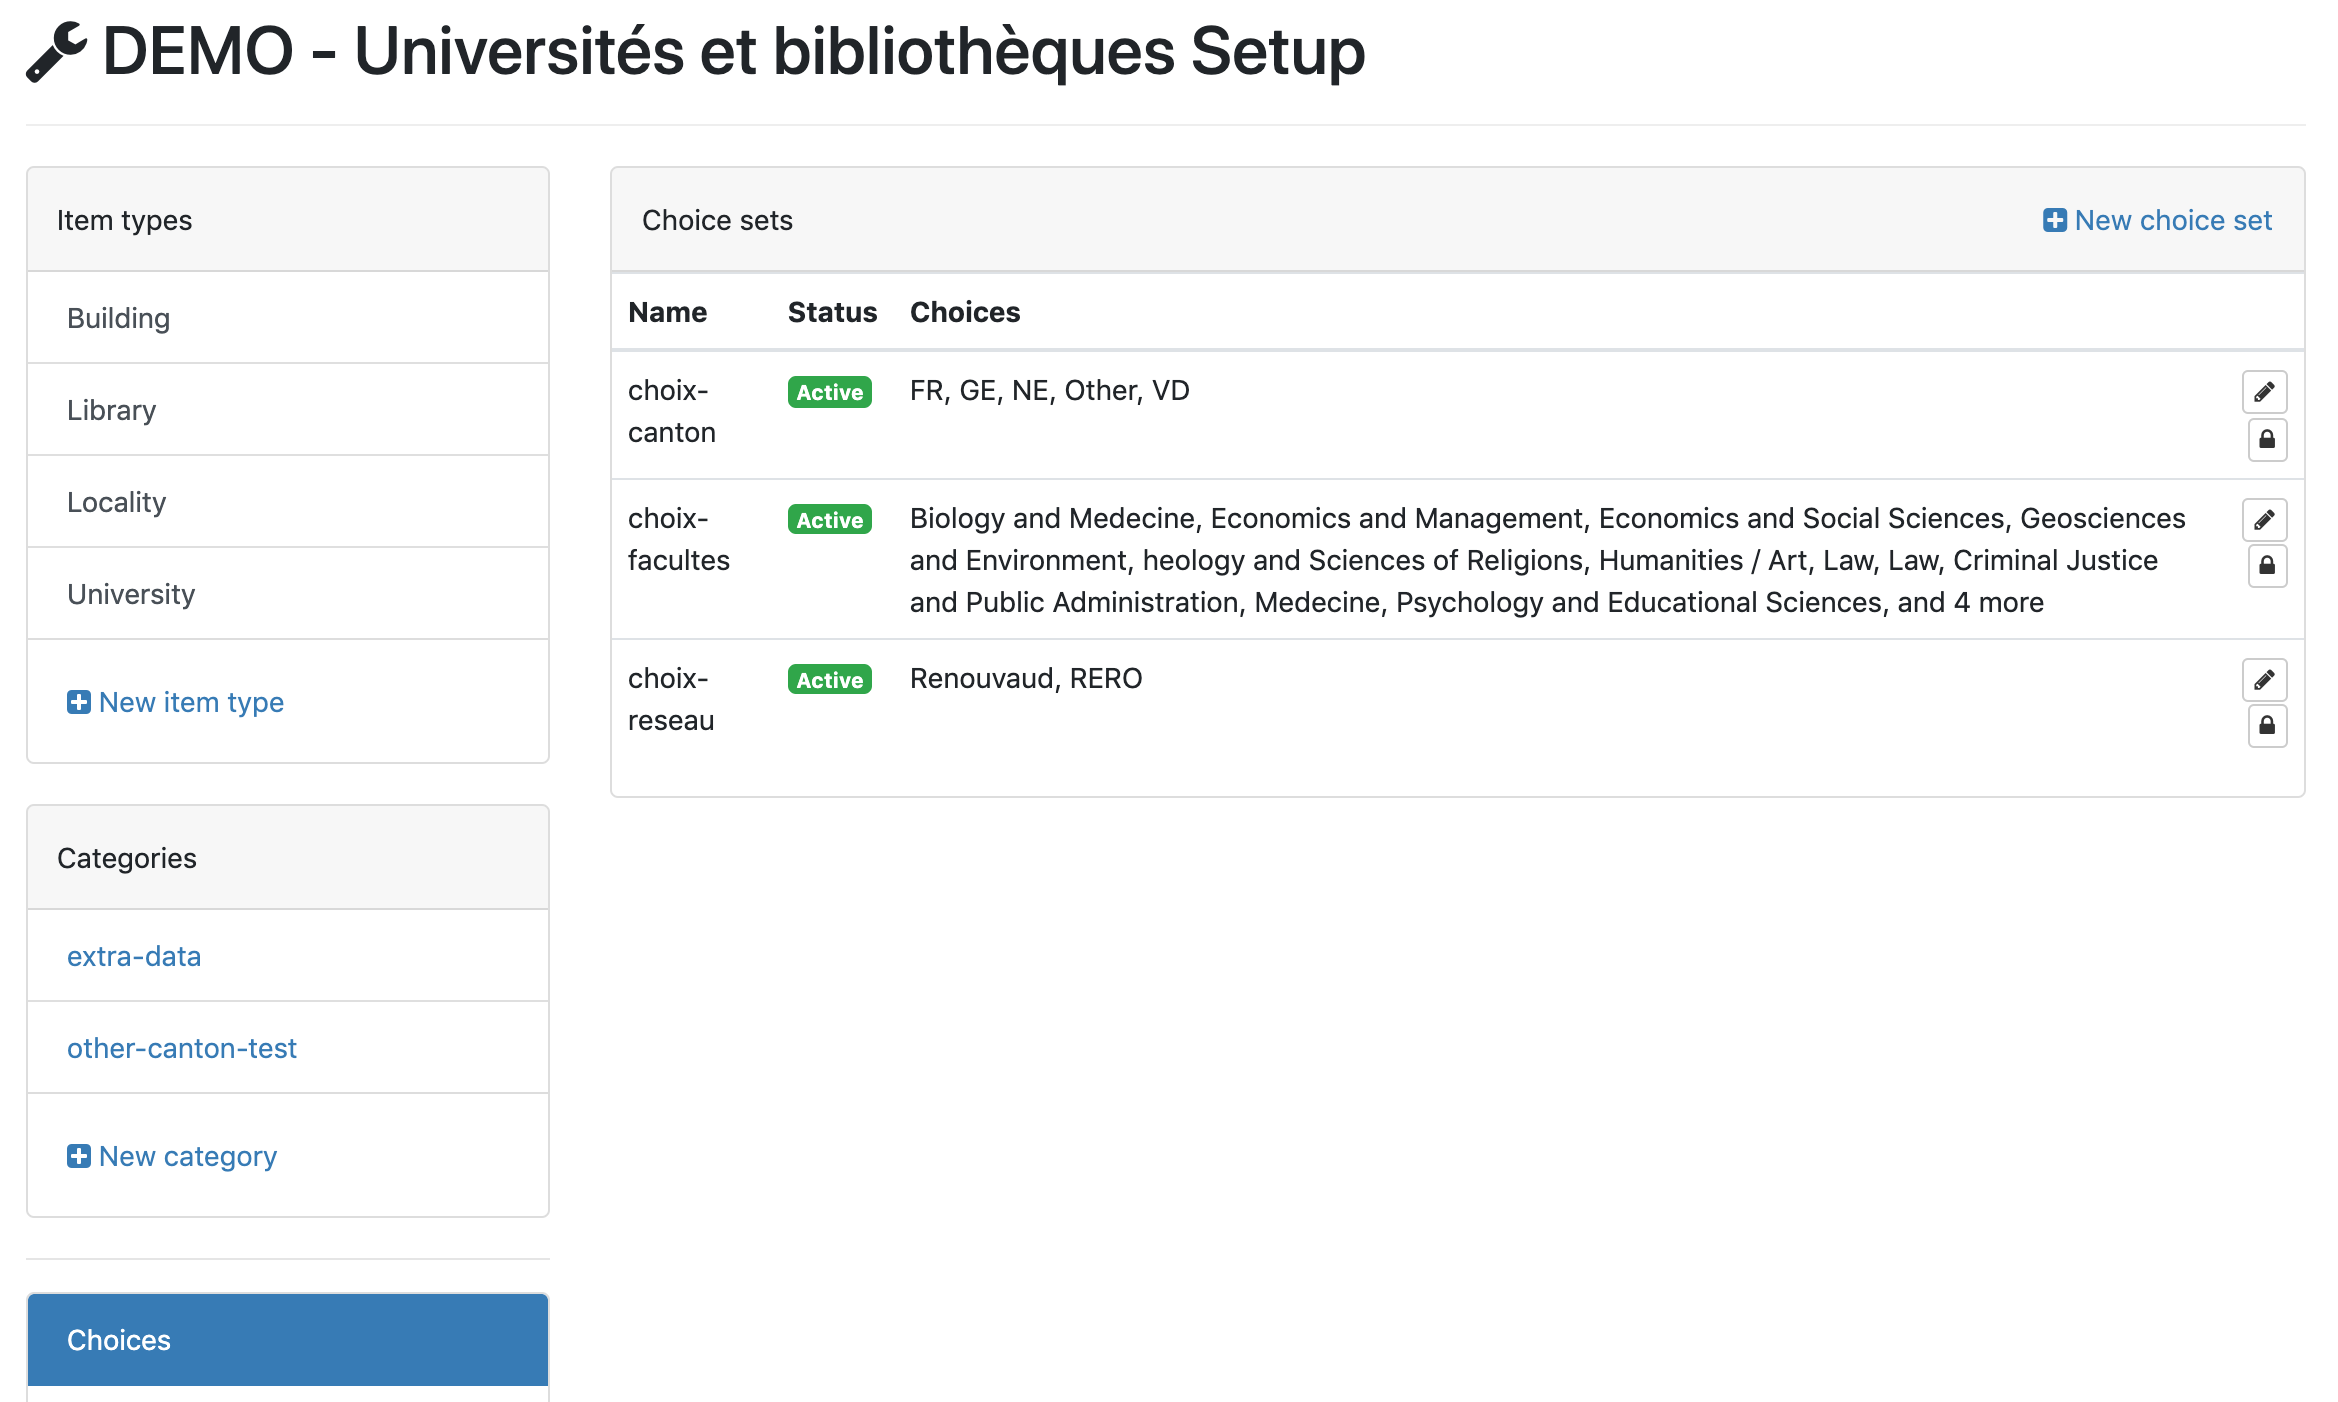 DEMO - Universités et bibliothèques Setup
Item types
Building
Library
Locality
University
New item type
Categories
extra-data
other-canton-test
New category
Choices
Choice sets
New choice set
Name Status Choices
choix-
canton
Active
FR, GE, NE, Other, VD
choix-
facultes
Active
Biology and Medecine, Economics and Management, Economics and Social Sciences, Geosciences
and Environment, heology and Sciences of Religions, Humanities / Art, Law, Law, Criminal Justice
and Public Administration, Medecine, Psychology and Educational Sciences, and 4 more
choix-
reseau
Active
Renouvaud, RERO